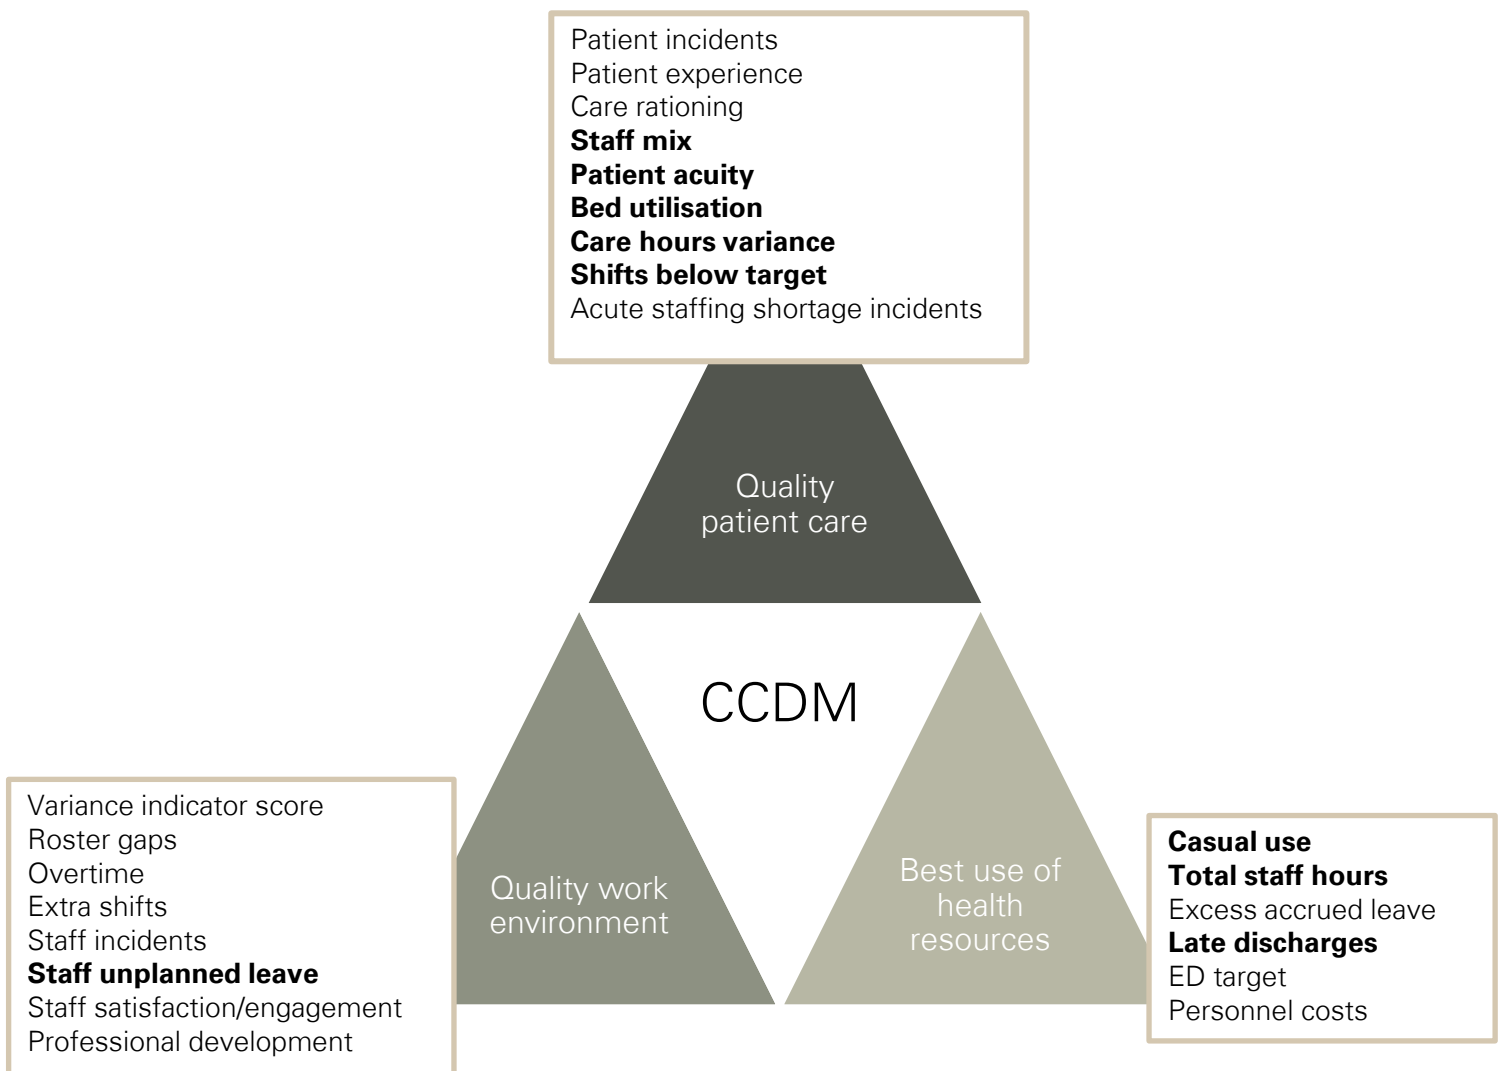 Patient incidents
Patient experience
Care rationing
Staff mix
Patient acuity
Bed utilisation
Care hours variance
Shifts below target
Acute staffing shortage incidents
Quality
patient care
CCDM
Variance indicator score
Roster gaps
Overtime
Extra shifts
Staff incidents
Staff unplanned leave
Staff satisfaction/engagement
Professional development
Quality work
environment
Best use of
health
resources
Casual use
Total staff hours
Excess accrued leave
Late discharges
ED target
Personnel costs